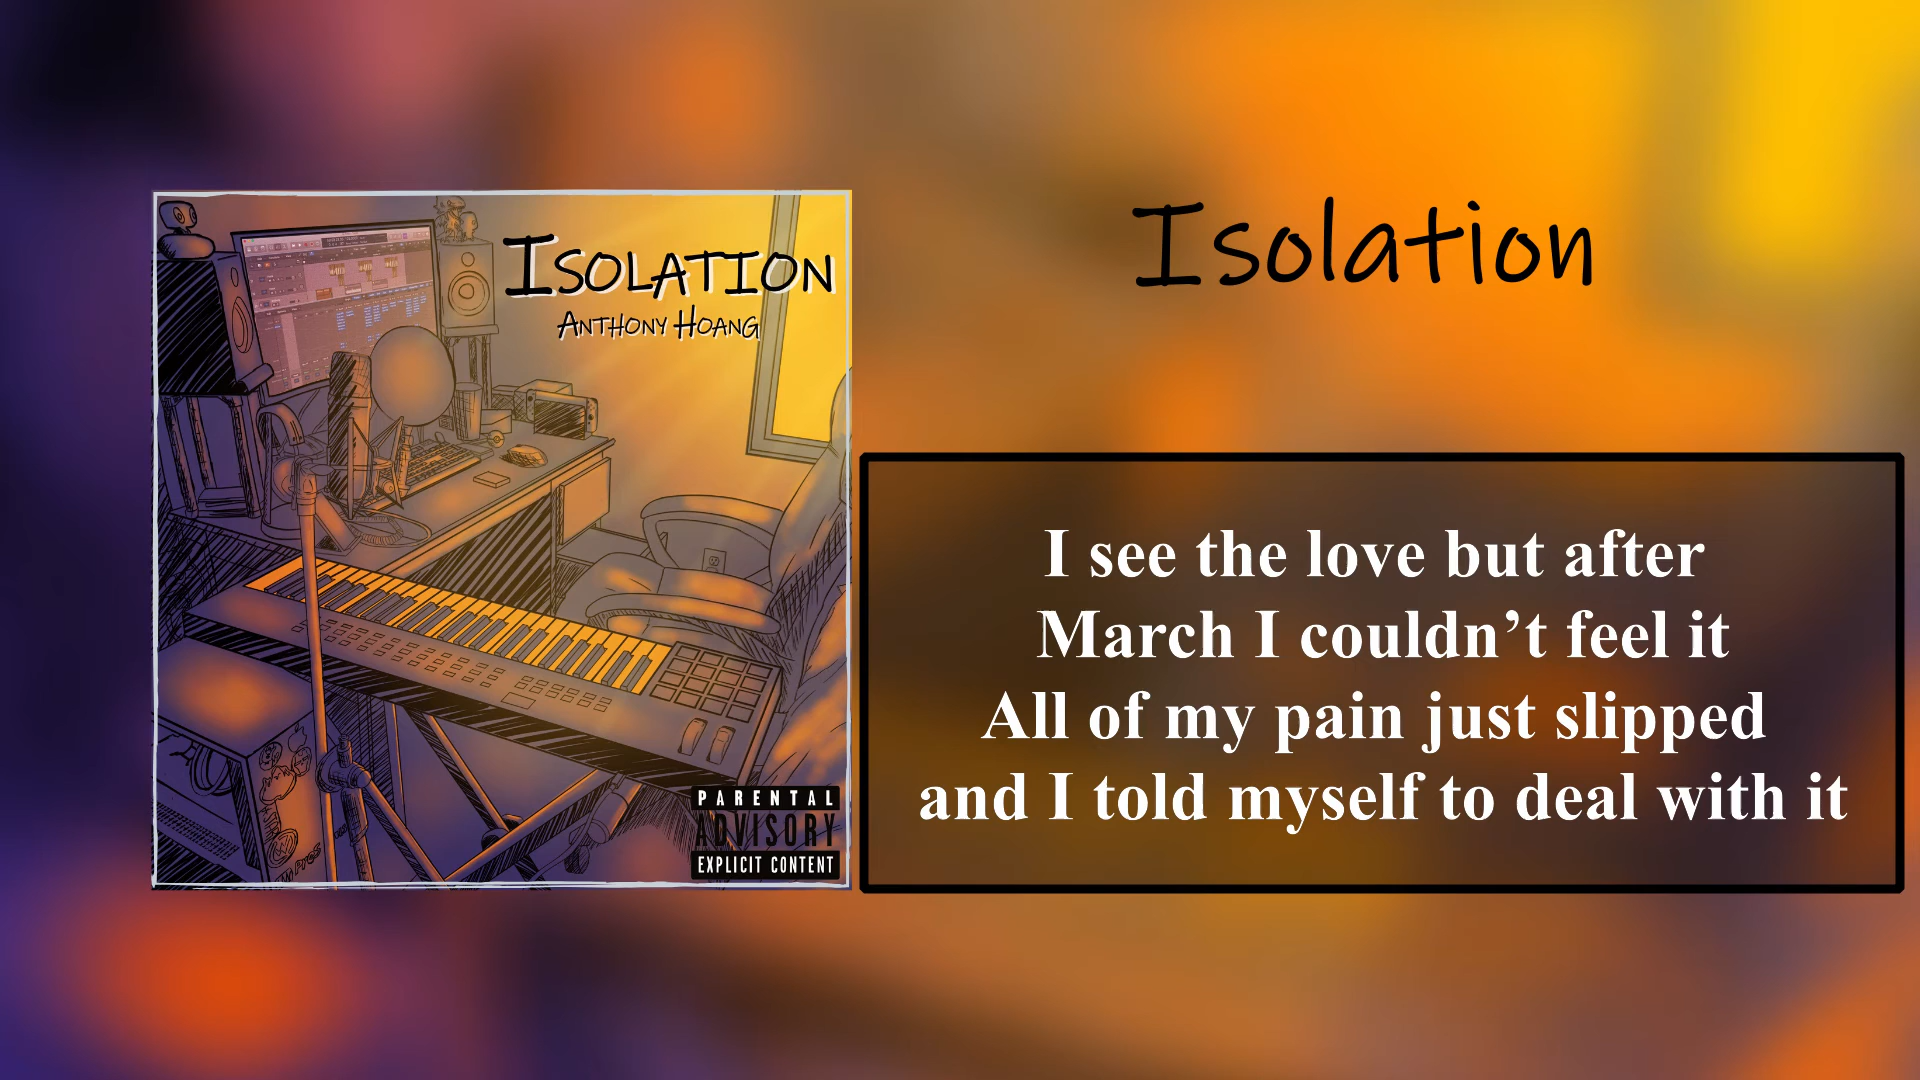 ISOLATION
ANTHONY HOANG
PARENTAL
ADVISORY
EXPLICIT CONTENT
Isolation
I see the love but after
March I couldn’t feel it
All of my pain just slipped
and I told myself to deal with it